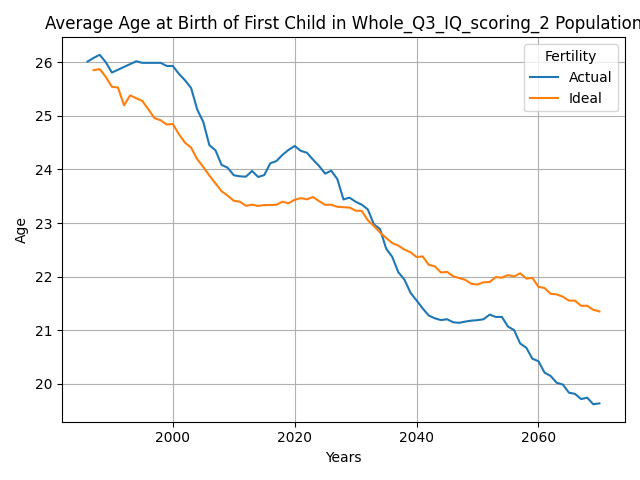 Average Age at Birth of First Child in Whole_Q3_IQ_scoring_2 Population
Fertility
Actual
Ideal
Age
26
25
24
23
22
21
20
2000
2020
2040
2060
Years